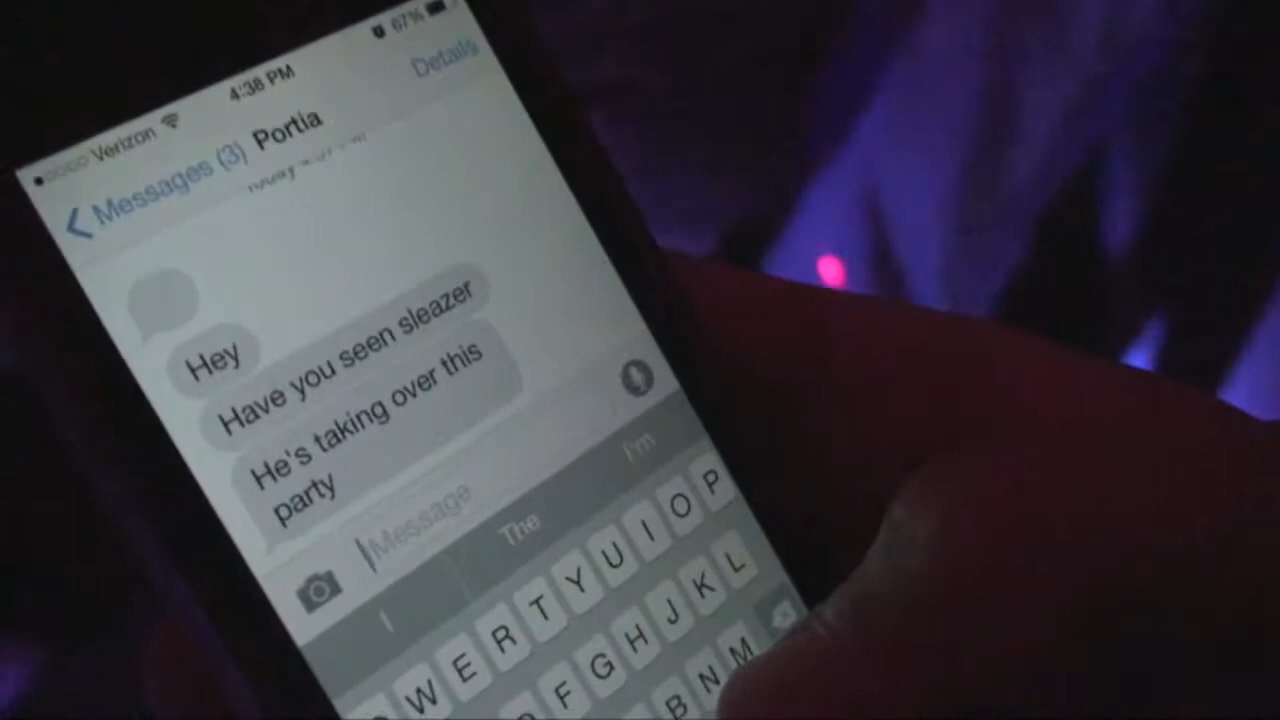 67%
4:38 PM
Verizon
Details
Messages (3) Portia
Hey
Have you seen sleazer
He's taking over this
party
Message
I The I'm
W E R T Y U I O P
F G H J K L
B N M